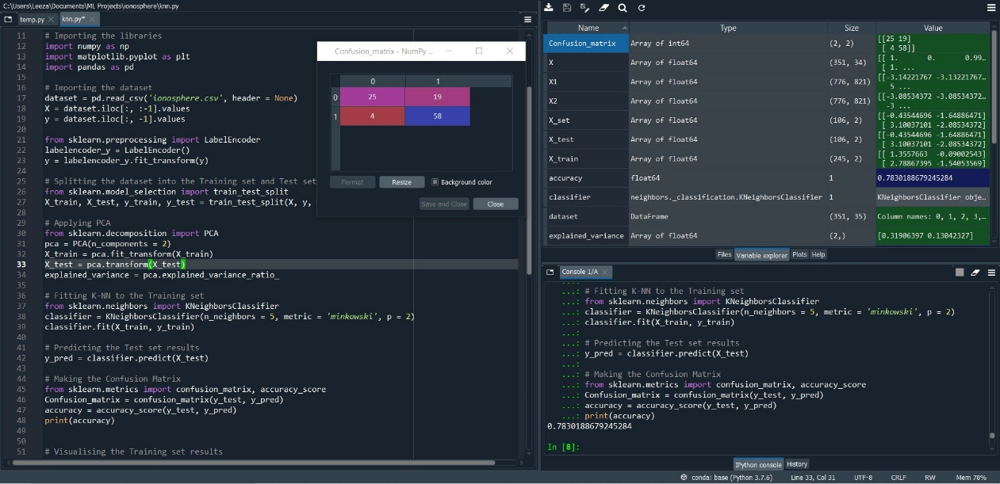 C:\Users\Leeza\Documents\ML Projects\ionosphere\knn.py
temp.py
knn.py*
11 # Importing the libraries
12 import numpy as np
13 import matplotlib.pyplot as plt
14 import pandas as pd
15
16 # Importing the dataset
17 dataset = pd.read_csv('ionosphere.csv', header = None)
18 X = dataset.iloc[:, :-1].values
19 y = dataset.iloc[:, -1].values
20
21 from sklearn.preprocessing import LabelEncoder
22 labelencoder_y = LabelEncoder()
23 y = labelencoder_y.fit_transform(y)
24
25 # Splitting the dataset into the Training set and Test set
26 from sklearn.model_selection import train_test_split
27 X_train, X_test, y_train, y_test = train_test_split(X, y,
28
29 # Applying PCA
30 from sklearn.decomposition import PCA
31 pca = PCA(n_components = 2)
32 X_train = pca.fit_transform(X_train)
33 X_test = pca.transform(X_test)
34 explained_variance = pca.explained_variance_ratio_
35
36 # Fitting K-NN to the Training set
37 from sklearn.neighbors import KNeighborsClassifier
38 classifier = KNeighborsClassifier(n_neighbors = 5, metric = 'minkowski', p = 2)
39 classifier.fit(X_train, y_train)
40
41 # Predicting the Test set results
42 y_pred = classifier.predict(X_test)
43
44 # Making the Confusion Matrix
45 from sklearn.metrics import confusion_matrix, accuracy_score
46 Confusion_matrix = confusion_matrix(y_test, y_pred)
47 accuracy = accuracy_score(y_test, y_pred)
48 print(accuracy)
49
50
51 # Visualising the Training set results
Confusion_matrix - NumPy ...
0 1
0 25 19
1 4 58
Format Resize Background color
Save and Close Close
Name Type Size Value
Confusion_matrix Array of int64 (2, 2) [[25 19]
[ 4 58]]
X Array of float64 (351, 34) [[ 1. 0. 0.99...
[ 1. ...
X1 Array of float64 (776, 821) [[-3.14221767 -3.13221767...
5 ...
X2 Array of float64 (776, 821) [[-3.08534372 -3.08534372...
-3 ...
X_set Array of float64 (106, 2) [[-0.43544696 -1.64886471]
[ 3.10037101 -2.08534372]
X_test Array of float64 (106, 2) [[-0.43544696 -1.64886471]
[ 3.10037101 -2.08534372]
X_train Array of float64 (245, 2) [[ 1.3557663 -0.09002543]
[ 2.78867395 -1.54053569]
accuracy float64 1 0.7830188679245284
classifier neighbors._classification.KNeighborsClassifier 1 KNeighborsClassifier obje...
dataset DataFrame (351, 35) Column names: 0, 1, 2, 3,...
explained_variance Array of float64 (2,) [0.31906397 0.13042327]
Files Variable explorer Plots Help
Console 1/A
...:
...: # Fitting K-NN to the Training set
...: from sklearn.neighbors import KNeighborsClassifier
...: classifier = KNeighborsClassifier(n_neighbors = 5, metric = 'minkowski', p = 2)
...: classifier.fit(X_train, y_train)
...:
...: # Predicting the Test set results
...: y_pred = classifier.predict(X_test)
...:
...: # Making the Confusion Matrix
...: from sklearn.metrics import confusion_matrix, accuracy_score
...: Confusion_matrix = confusion_matrix(y_test, y_pred)
...: accuracy = accuracy_score(y_test, y_pred)
...: print(accuracy)
0.7830188679245284
In [8]:
IPython console History
conda: base (Python 3.7.6) Line 33, Col 31 UTF-8 CRLF RW Mem 78%